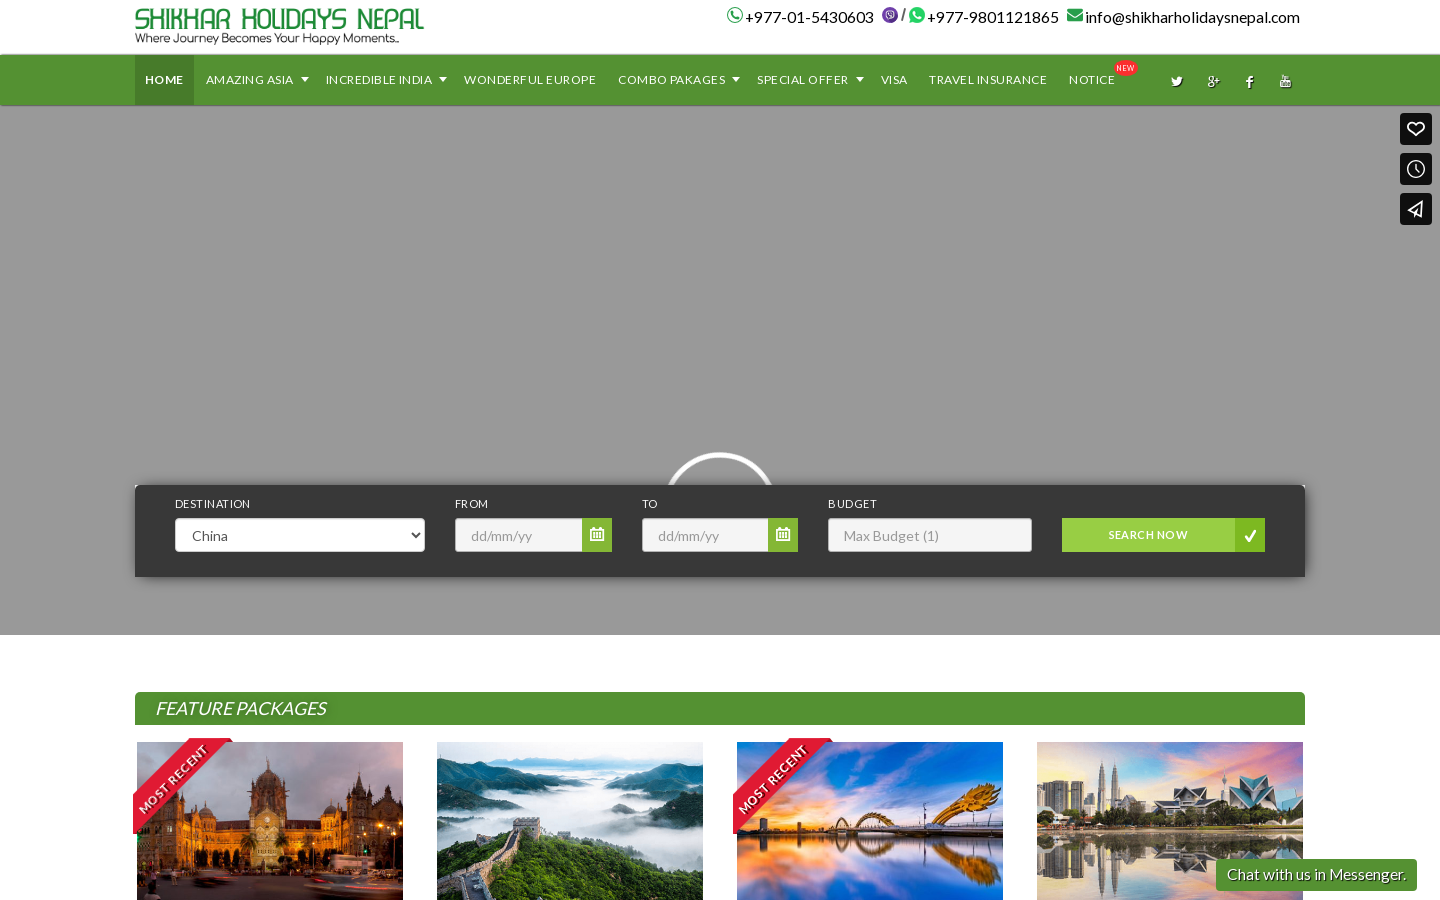 SHIKHAR HOLIDAYS NEPAL
Where Journey Becomes Your Happy Moments..
+977-01-5430603 / +977-9801121865 info@shikharholidaysnepal.com
HOME AMAZING ASIA INCREDIBLE INDIA WONDERFUL EUROPE COMBO PAKAGES SPECIAL OFFER VISA TRAVEL INSURANCE NOTICE NEW
DESTINATION FROM TO BUDGET
China dd/mm/yy dd/mm/yy Max Budget (1) SEARCH NOW
FEATURE PACKAGES
MOST RECENT
MOST RECENT
Chat with us in Messenger.